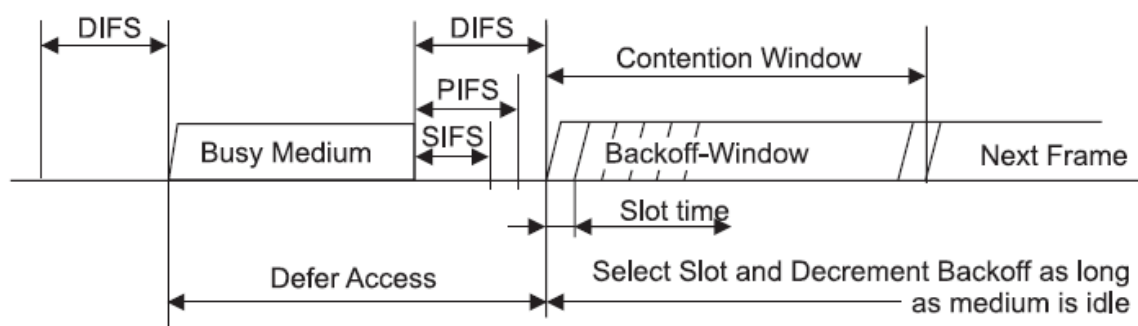 DIFS
DIFS
Contention Window
PIFS
SIFS
Busy Medium
Backoff-Window
Next Frame
Slot time
Defer Access
Select Slot and Decrement Backoff as long
as medium is idle